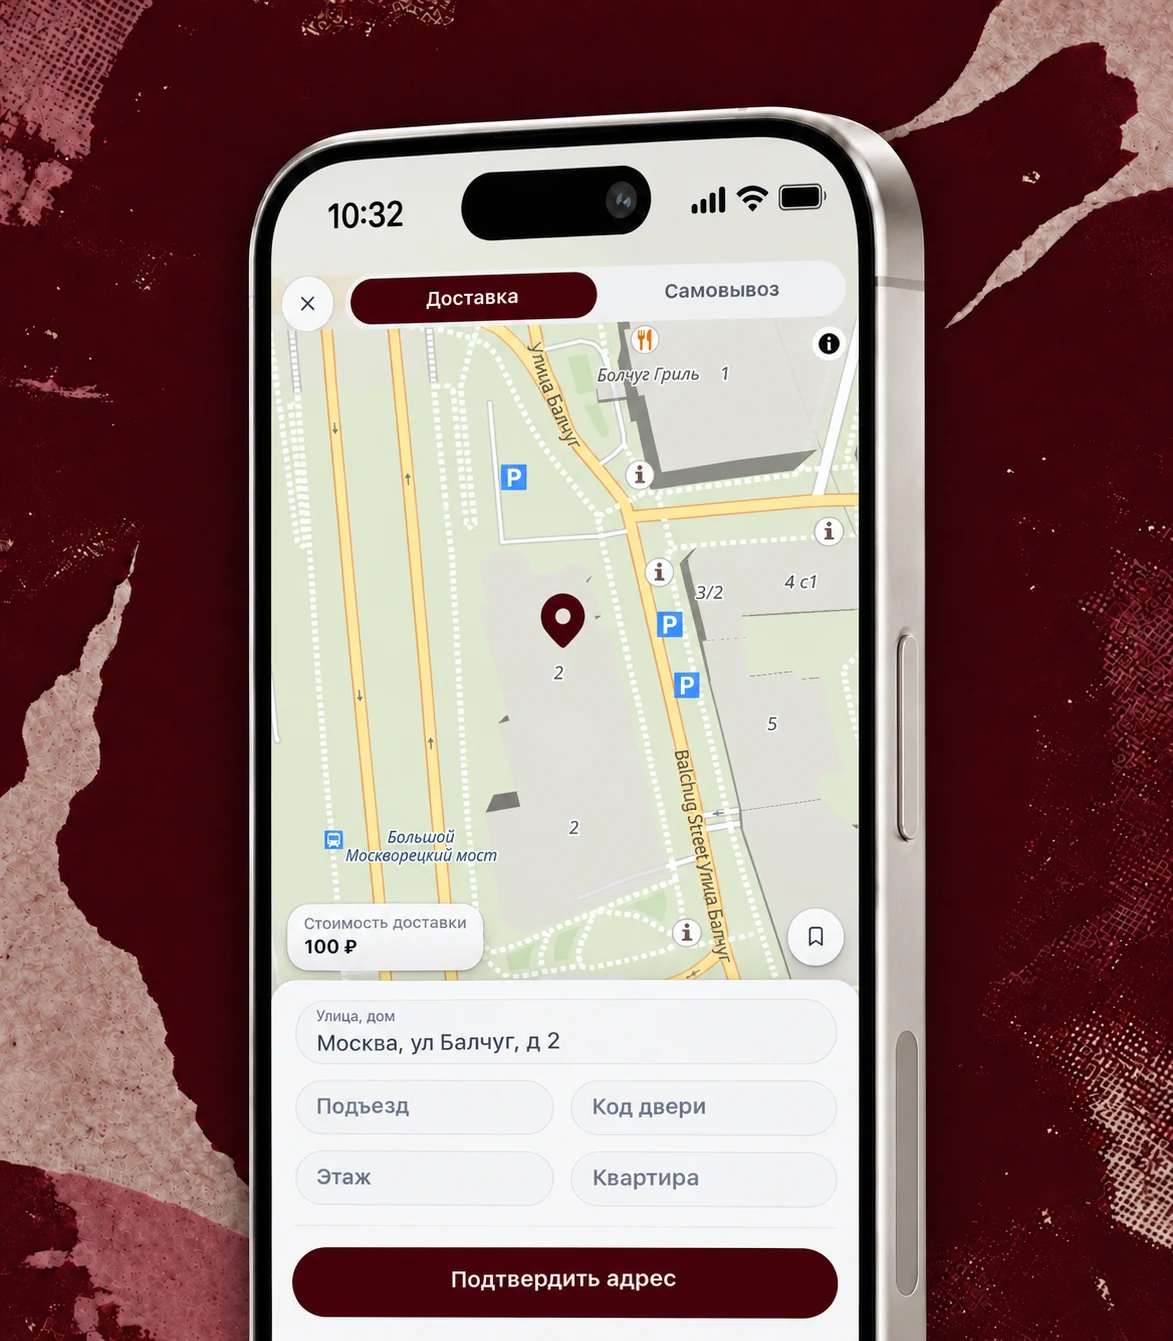 10:32
Доставка
Самовывоз
Улица Балчуг
Болчуг Гриль 1
P
3/2
4 с1
P
2
P
5
Balchug Street Улица Балчуг
2
Большой
Москворецкий мост
Стоимость доставки
100 ₽
Улица, дом
Москва, ул Балчуг, д 2
Подъезд
Код двери
Этаж
Квартира
Подтвердить адрес